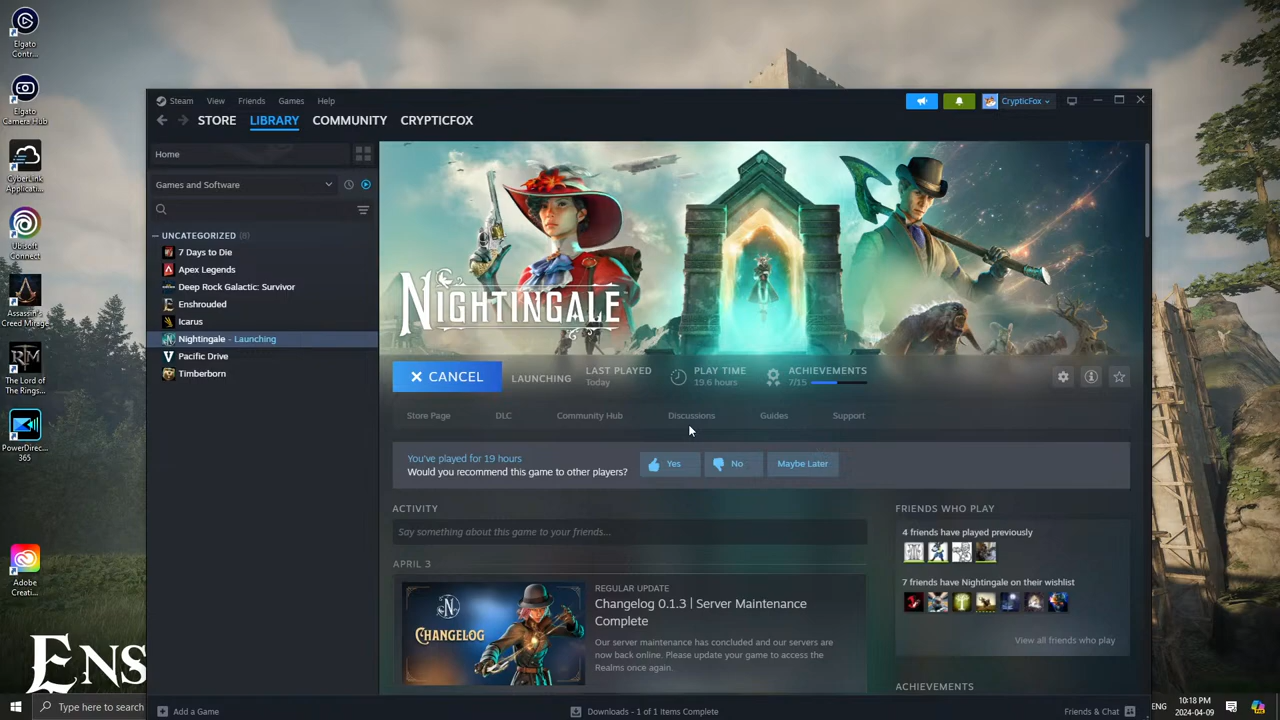 Elgato
Contr...
Elgato
Camera Hub
CyberLink
Applicati...
Ubisoft
Connect
Assassin's
Creed Mirage
The Lord of
The Rings...
PowerDirec...
365
Adobe
Creati...
ENS
Steam View Friends Games Help
CrypticFox
STORE LIBRARY COMMUNITY CRYPTICFOX
Home
Games and Software
UNCATEGORIZED (8)
7 Days to Die
Apex Legends
Deep Rock Galactic: Survivor
Enshrouded
Icarus
Nightingale - Launching
Pacific Drive
Timberborn
NIGHTINGALE
CANCEL
LAUNCHING
LAST PLAYED
Today
PLAY TIME
19.6 hours
ACHIEVEMENTS
7/15
Store Page DLC Community Hub Discussions Guides Support
You've played for 19 hours
Would you recommend this game to other players?
Yes No Maybe Later
ACTIVITY
Say something about this game to your friends...
APRIL 3
CHANGELOG
REGULAR UPDATE
Changelog 0.1.3 | Server Maintenance
Complete
Our server maintenance has concluded and our servers are
now back online. Please update your game to access the
Realms once again.
FRIENDS WHO PLAY
4 friends have played previously
7 friends have Nightingale on their wishlist
View all friends who play
ACHIEVEMENTS
Add a Game
Downloads - 1 of 1 Items Complete
Friends & Chat
Type here to search
ENG
10:18 PM
2024-04-09